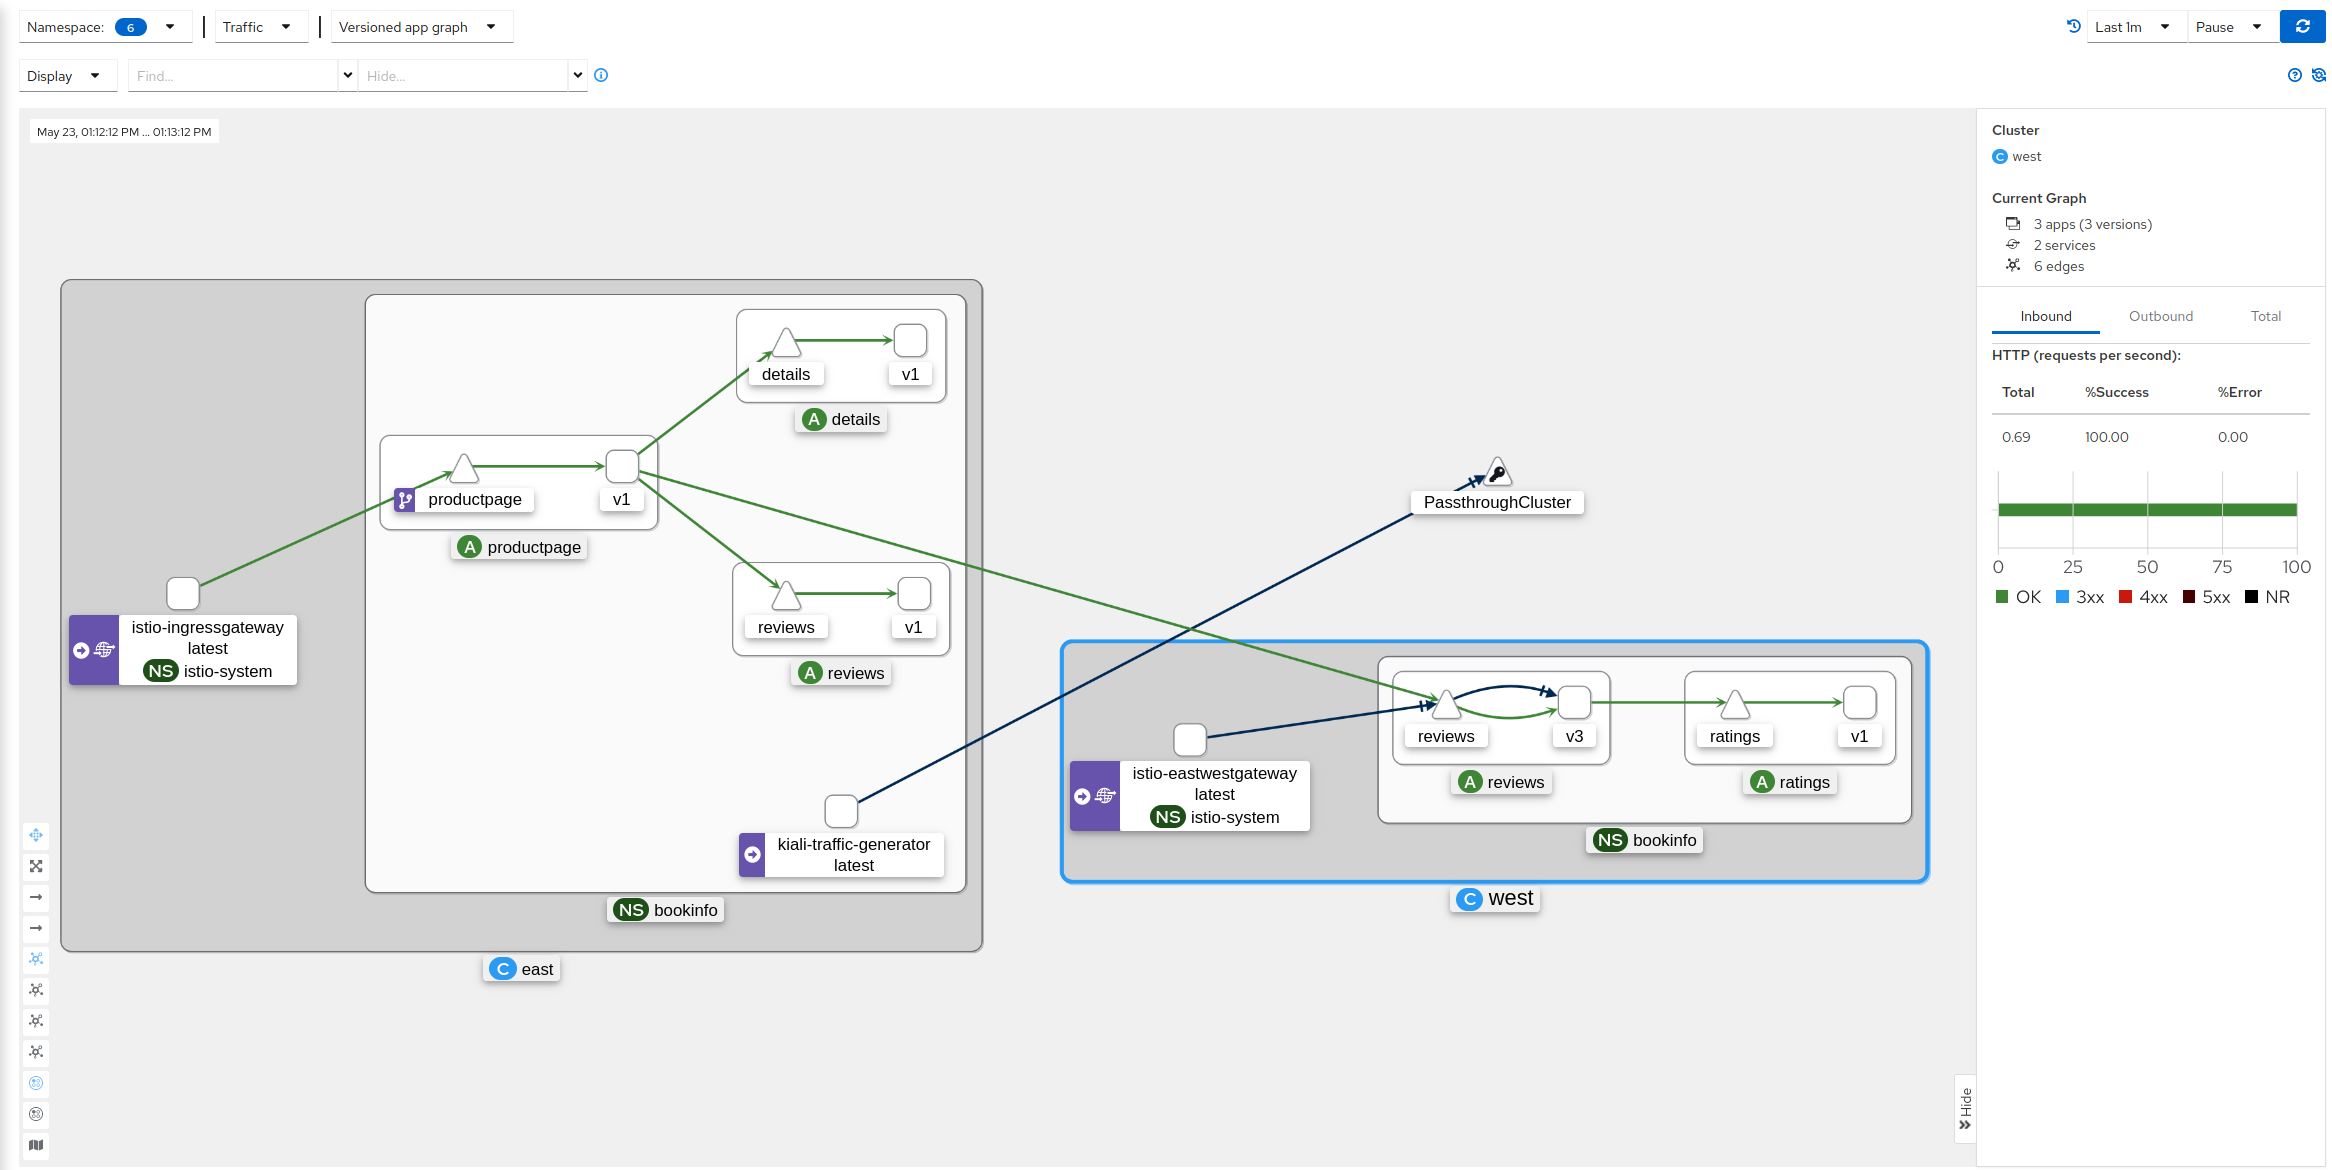 Namespace: 6 Traffic Versioned app graph Last 1m Pause
Display Find... Hide...
May 23, 01:12:12 PM ... 01:13:12 PM
details v1
A details
productpage v1
A productpage
reviews v1
A reviews
istio-ingressgateway
latest
NS istio-system
kiali-traffic-generator
latest
NS bookinfo
C east
PassthroughCluster
istio-eastwestgateway
latest
NS istio-system
reviews v3
A reviews
ratings v1
A ratings
NS bookinfo
C west
Hide
Cluster
C west
Current Graph
3 apps (3 versions)
2 services
6 edges
Inbound Outbound Total
HTTP (requests per second):
Total %Success %Error
0.69 100.00 0.00
0 25 50 75 100
OK 3xx 4xx 5xx NR